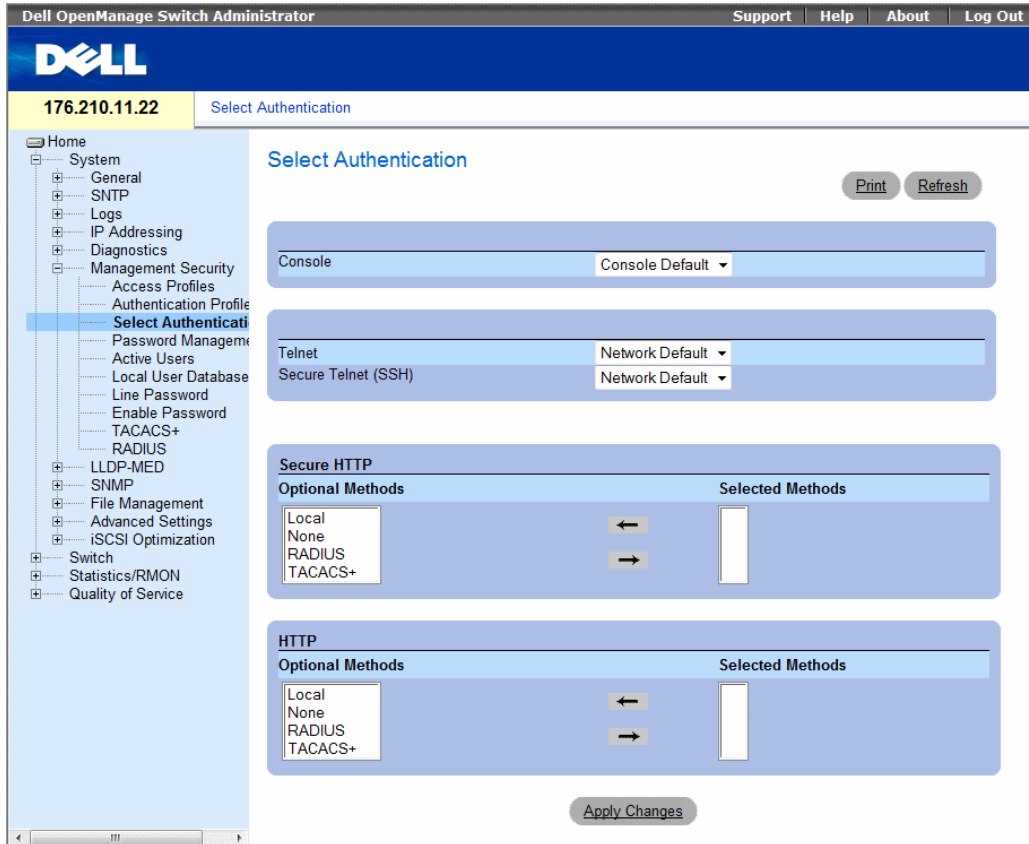 Dell OpenManage Switch Administrator
Support
Help
About
Log Out
DELL
176.210.11.22
Select Authentication
Home
System
General
SNTP
Logs
IP Addressing
Diagnostics
Management Security
Access Profiles
Authentication Profile
Select Authenticati
Password Manageme
Active Users
Local User Database
Line Password
Enable Password
TACACS+
RADIUS
LLDP-MED
SNMP
File Management
Advanced Settings
iSCSI Optimization
Switch
Statistics/RMON
Quality of Service
Select Authentication
Print
Refresh
Console
Console Default
Telnet
Network Default
Secure Telnet (SSH)
Network Default
Secure HTTP
Optional Methods
Selected Methods
Local
None
RADIUS
TACACS+
HTTP
Optional Methods
Selected Methods
Local
None
RADIUS
TACACS+
Apply Changes